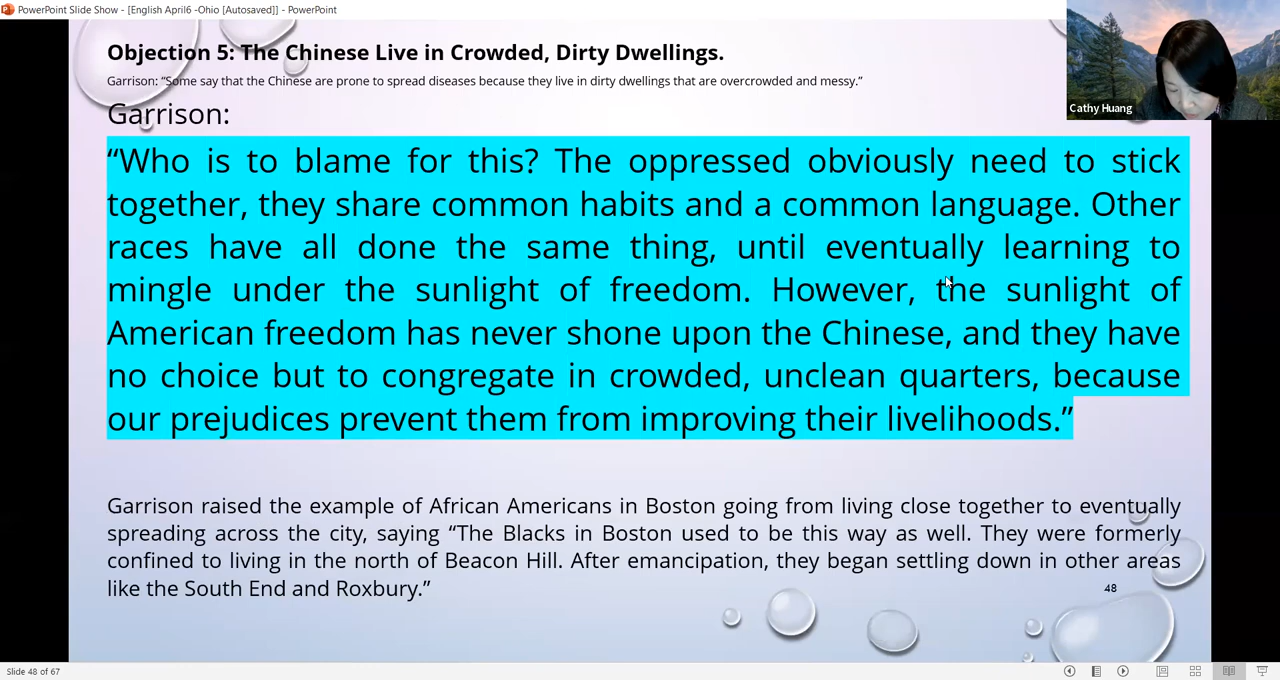 PowerPoint Slide Show - [English April6 -Ohio [Autosaved]] - PowerPoint
Objection 5: The Chinese Live in Crowded, Dirty Dwellings.
Garrison: “Some say that the Chinese are prone to spread diseases because they live in dirty dwellings that are overcrowded and messy.”
Cathy Huang
Garrison:
“Who is to blame for this? The oppressed obviously need to stick
together, they share common habits and a common language. Other
races have all done the same thing, until eventually learning to
mingle under the sunlight of freedom. However, the sunlight of
American freedom has never shone upon the Chinese, and they have
no choice but to congregate in crowded, unclean quarters, because
our prejudices prevent them from improving their livelihoods.”
Garrison raised the example of African Americans in Boston going from living close together to eventually
spreading across the city, saying “The Blacks in Boston used to be this way as well. They were formerly
confined to living in the north of Beacon Hill. After emancipation, they began settling down in other areas
like the South End and Roxbury.”
48
Slide 48 of 67